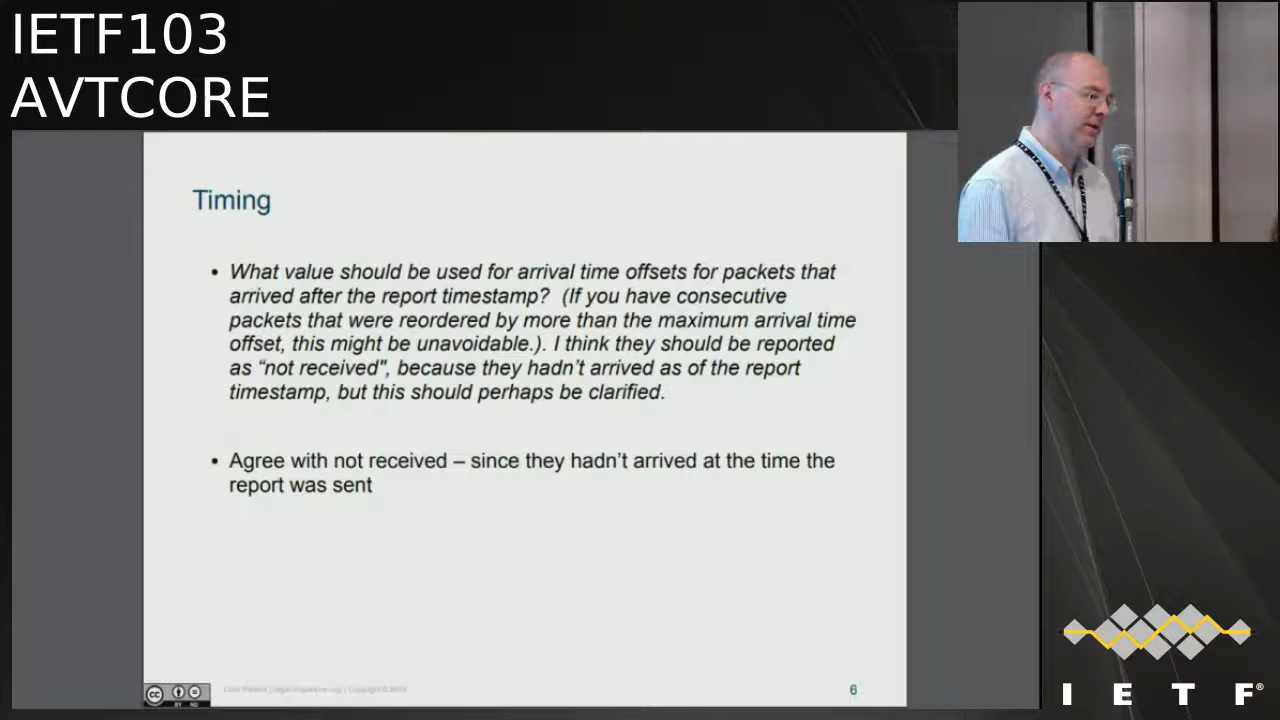 IETF103
AVTCORE
Timing
• What value should be used for arrival time offsets for packets that
arrived after the report timestamp?  (If you have consecutive
packets that were reordered by more than the maximum arrival time
offset, this might be unavoidable.). I think they should be reported
as “not received", because they hadn’t arrived as of the report
timestamp, but this should perhaps be clarified.
• Agree with not received – since they hadn’t arrived at the time the
report was sent
CC
BY ND
6
I E T F®